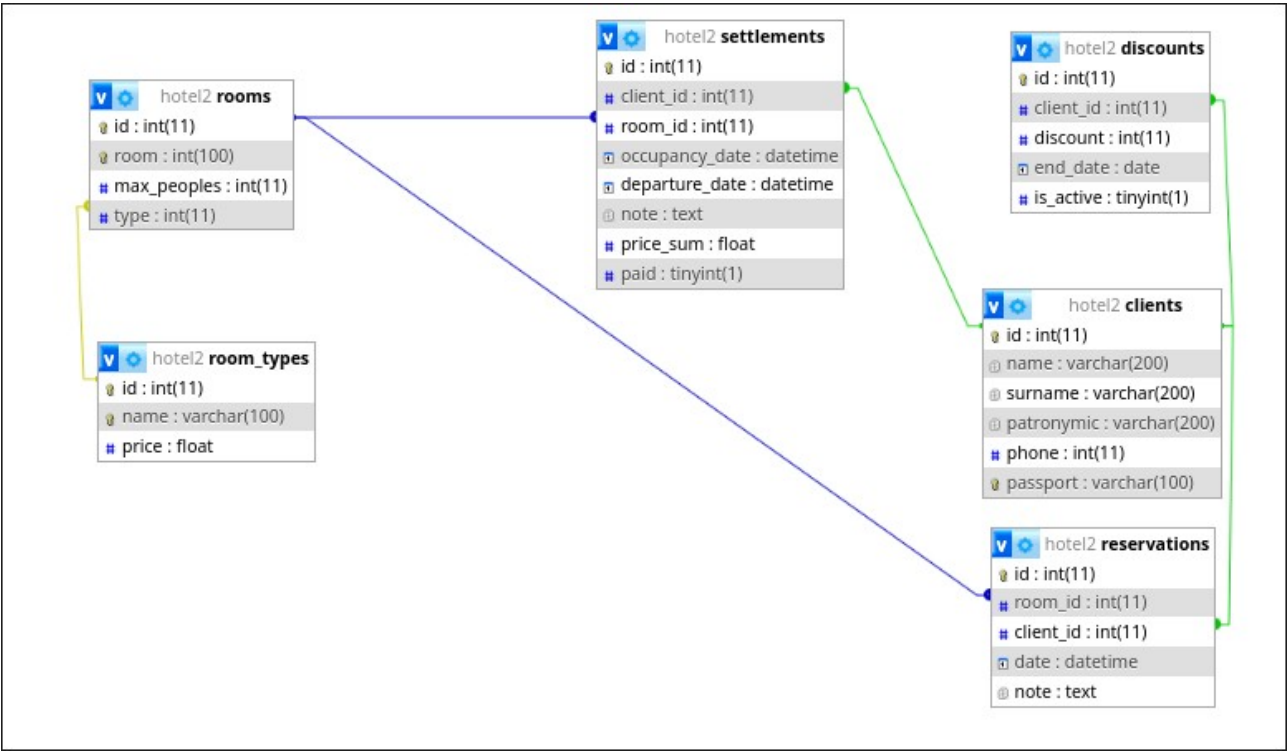 v hotel2 rooms
id : int(11)
room : int(100)
# max_peoples : int(11)
# type : int(11)
v hotel2 room_types
id : int(11)
name : varchar(100)
# price : float
v hotel2 settlements
id : int(11)
# client_id : int(11)
# room_id : int(11)
occupancy_date : datetime
departure_date : datetime
note : text
# price_sum : float
# paid : tinyint(1)
v hotel2 discounts
id : int(11)
# client_id : int(11)
# discount : int(11)
end_date : date
# is_active : tinyint(1)
v hotel2 clients
id : int(11)
name : varchar(200)
surname : varchar(200)
patronymic : varchar(200)
# phone : int(11)
passport : varchar(100)
v hotel2 reservations
id : int(11)
# room_id : int(11)
# client_id : int(11)
date : datetime
note : text